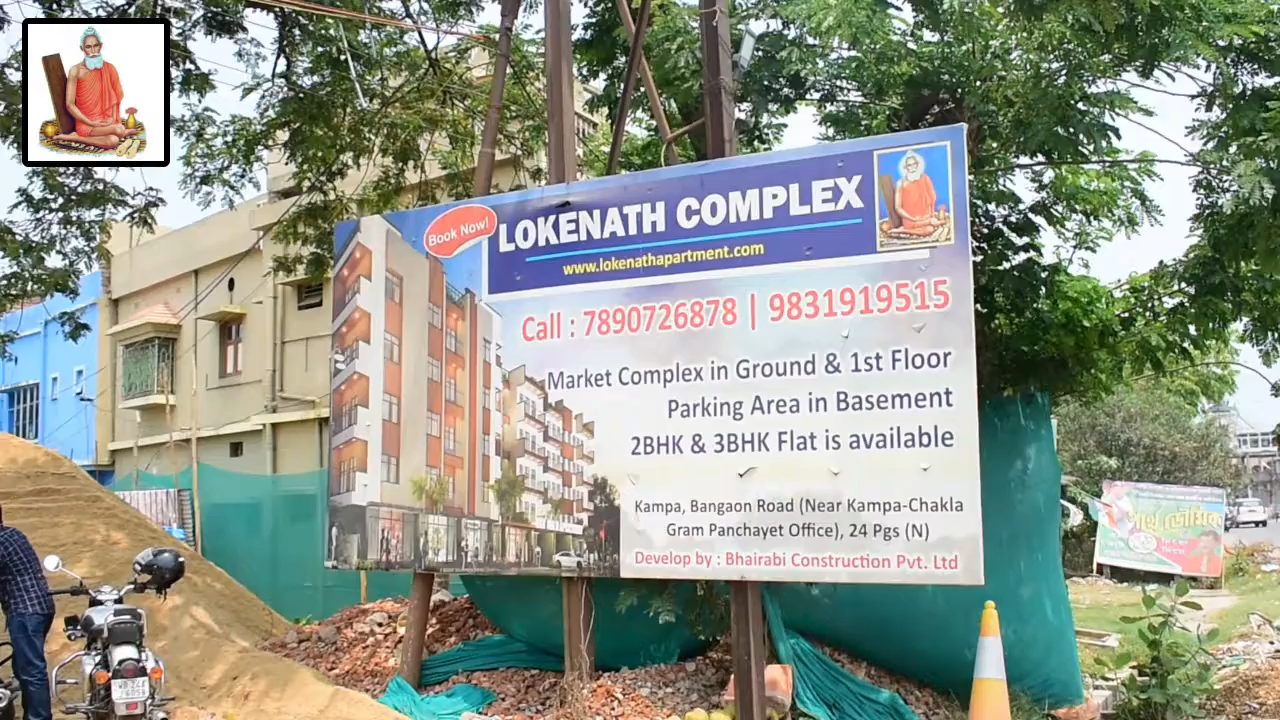 Book Now!
LOKENATH COMPLEX
www.lokenathapartment.com
Call : 7890726878 | 9831919515
Market Complex in Ground & 1st Floor
Parking Area in Basement
2BHK & 3BHK Flat is available
Kampa, Bangaon Road (Near Kampa-Chakla
Gram Panchayet Office), 24 Pgs (N)
Develop by : Bhairabi Construction Pvt. Ltd